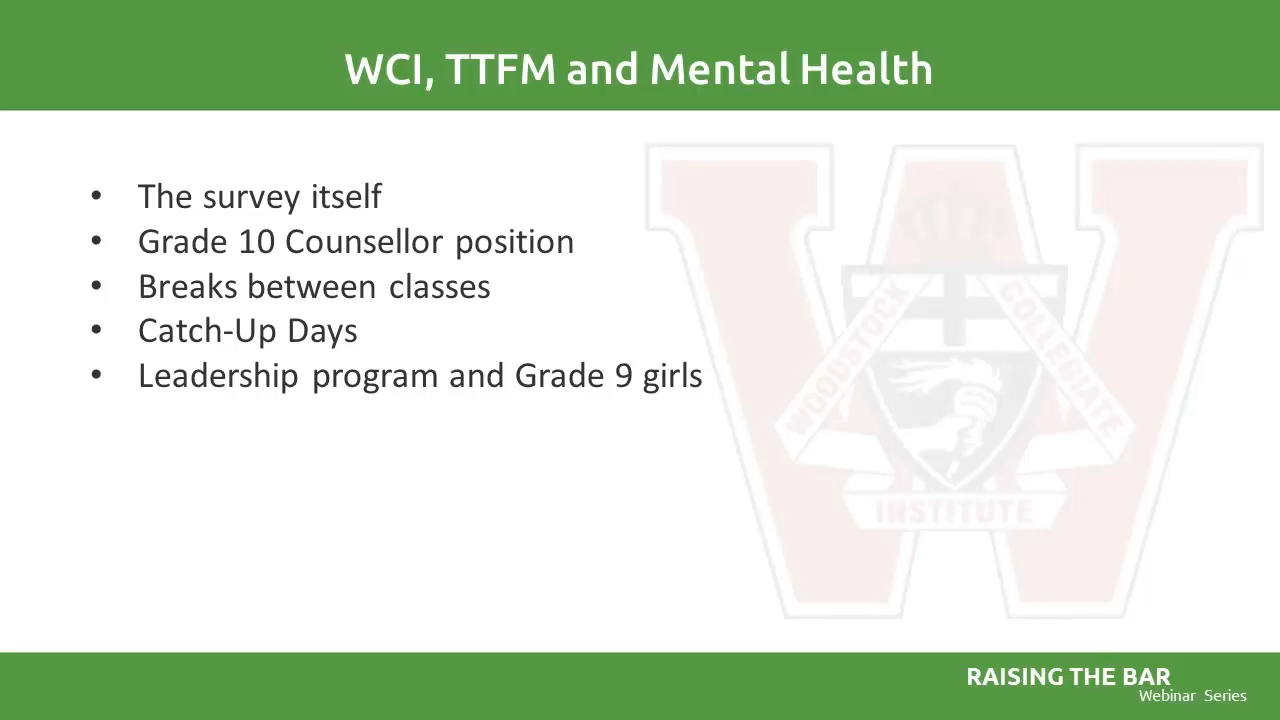 WCI, TTFM and Mental Health
• The survey itself
• Grade 10 Counsellor position
• Breaks between classes
• Catch-Up Days
• Leadership program and Grade 9 girls
WOODSTOCK
COLLEGIATE
INSTITUTE
RAISING THE BAR
Webinar Series